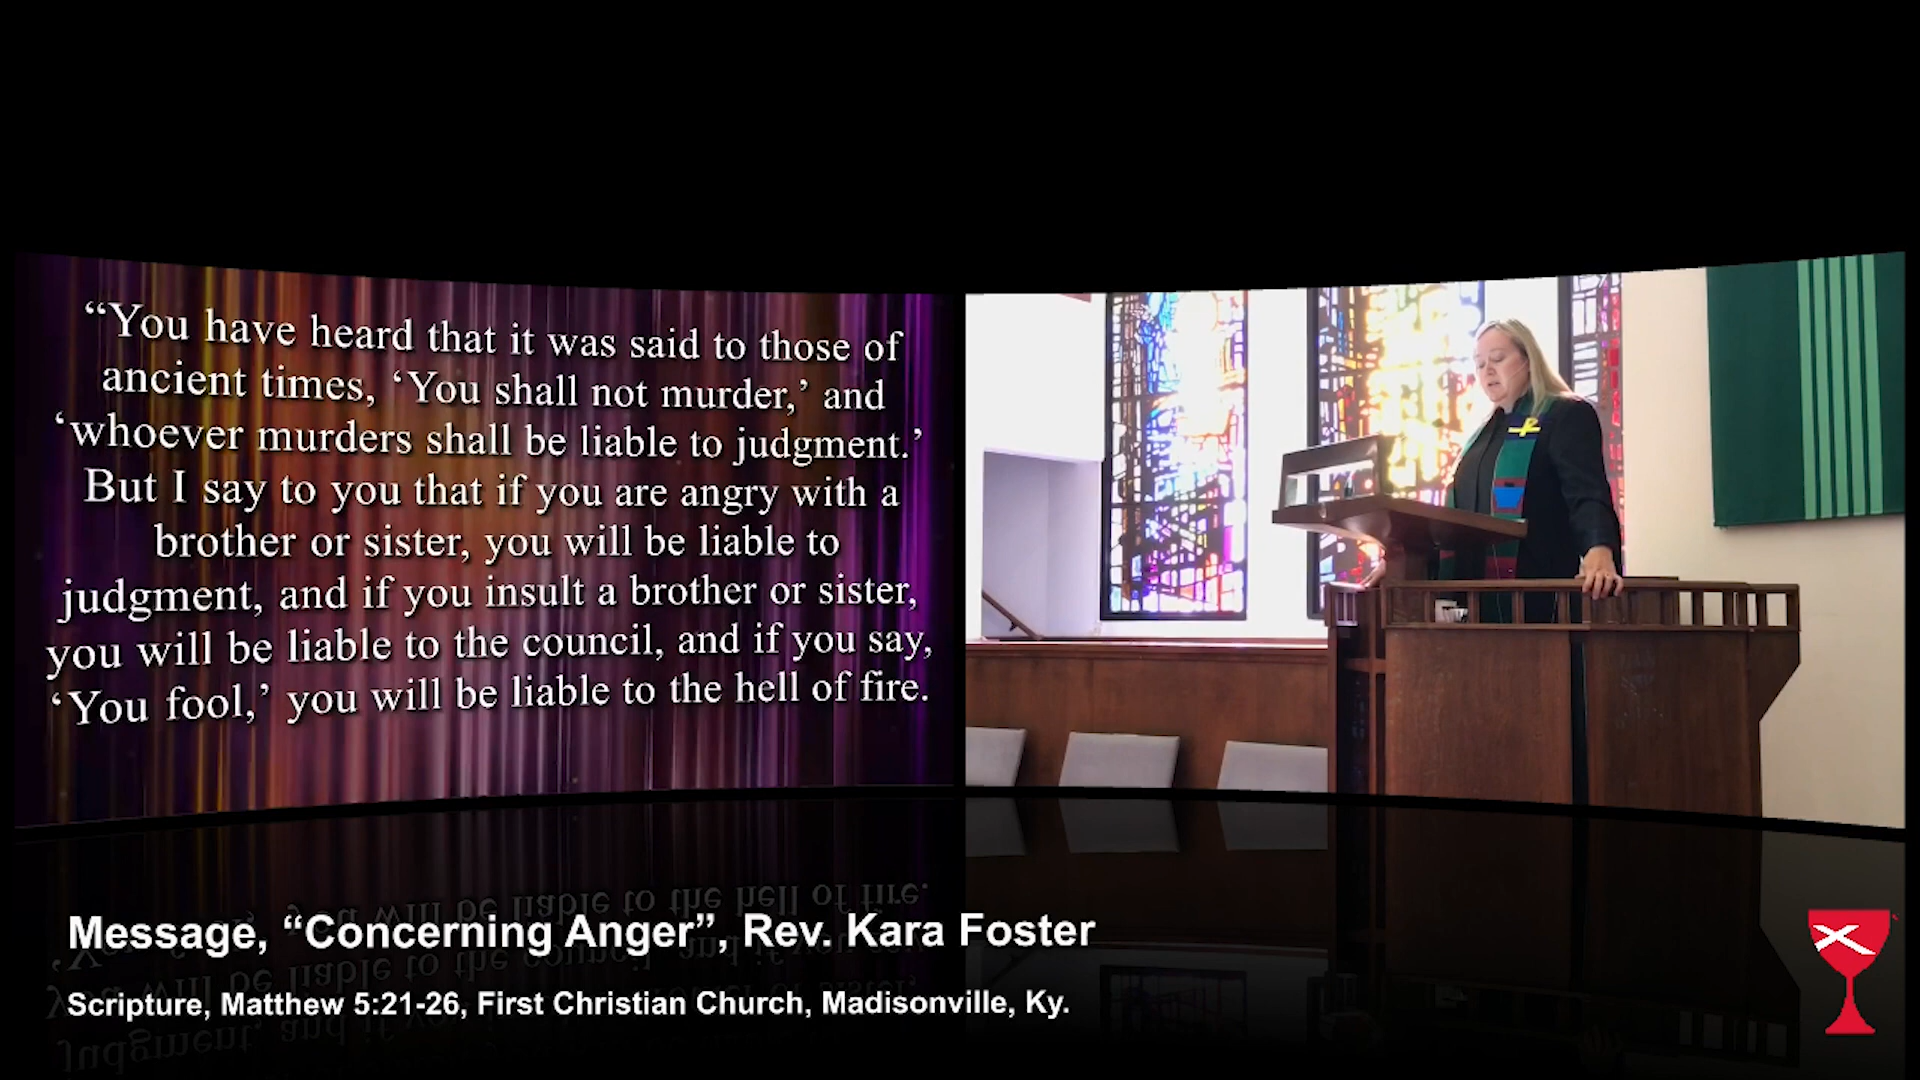 “You have heard that it was said to those of
ancient times, ‘You shall not murder,’ and
‘whoever murders shall be liable to judgment.’
But I say to you that if you are angry with a
brother or sister, you will be liable to
judgment, and if you insult a brother or sister,
you will be liable to the council, and if you say,
‘You fool,’ you will be liable to the hell of fire.
Message, “Concerning Anger”, Rev. Kara Foster
Scripture, Matthew 5:21-26, First Christian Church, Madisonville, Ky.